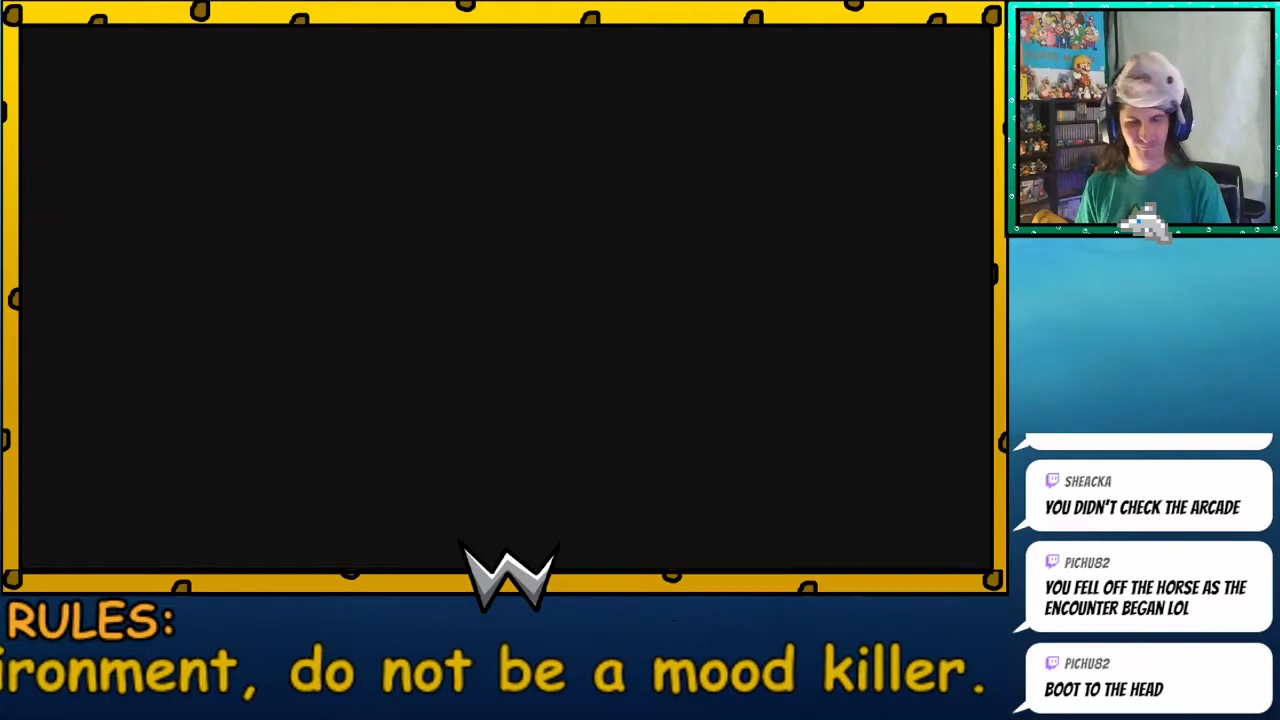 SHEACKA
YOU DIDN'T CHECK THE ARCADE
PICHU82
YOU FELL OFF THE HORSE AS THE
ENCOUNTER BEGAN LOL
PICHU82
BOOT TO THE HEAD
RULES:
ironment, do not be a mood killer.